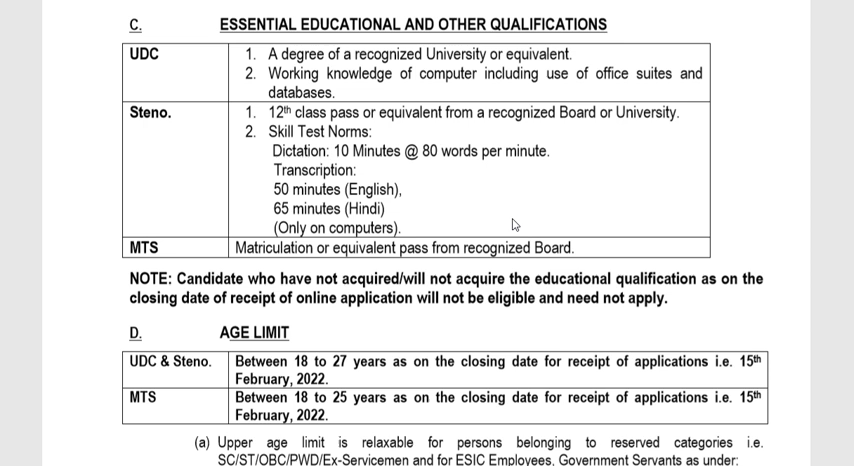 C. ESSENTIAL EDUCATIONAL AND OTHER QUALIFICATIONS
UDC 1. A degree of a recognized University or equivalent.
2. Working knowledge of computer including use of office suites and
databases.
Steno. 1. 12th class pass or equivalent from a recognized Board or University.
2. Skill Test Norms:
Dictation: 10 Minutes @ 80 words per minute.
Transcription:
50 minutes (English),
65 minutes (Hindi)
(Only on computers).
MTS Matriculation or equivalent pass from recognized Board.
NOTE: Candidate who have not acquired/will not acquire the educational qualification as on the
closing date of receipt of online application will not be eligible and need not apply.
D. AGE LIMIT
UDC & Steno. Between 18 to 27 years as on the closing date for receipt of applications i.e. 15th
February, 2022.
MTS Between 18 to 25 years as on the closing date for receipt of applications i.e. 15th
February, 2022.
(a) Upper age limit is relaxable for persons belonging to reserved categories i.e.
SC/ST/OBC/PWD/Ex-Servicemen and for ESIC Employees, Government Servants as under: